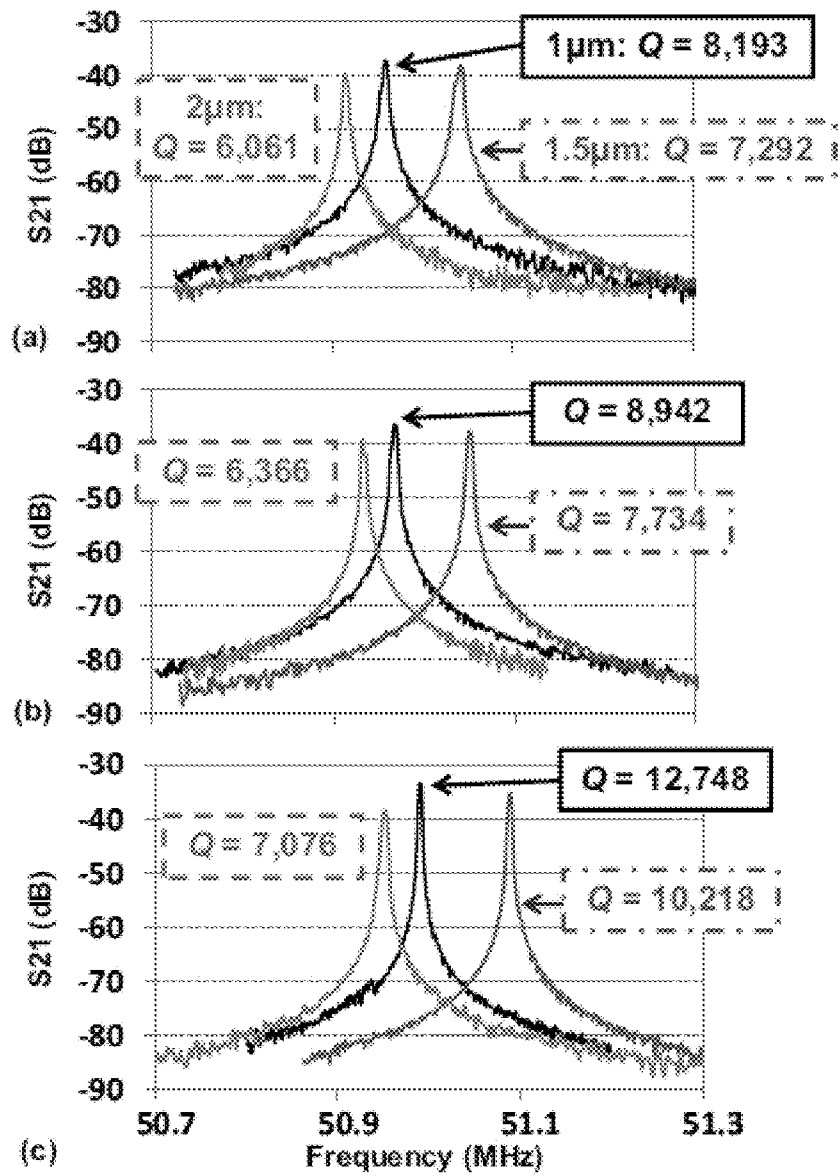 -30
-40
-50
-60
-70
-80
-90
S21 (dB)
1µm: Q = 8,193
2µm:
Q = 6,061
1.5µm: Q = 7,292
(a)
-30
-40
-50
-60
-70
-80
-90
S21 (dB)
Q = 8,942
Q = 6,366
Q = 7,734
(b)
-30
-40
-50
-60
-70
-80
-90
S21 (dB)
Q = 12,748
Q = 7,076
Q = 10,218
50.7 50.9 51.1 51.3
(c) Frequency (MHz)